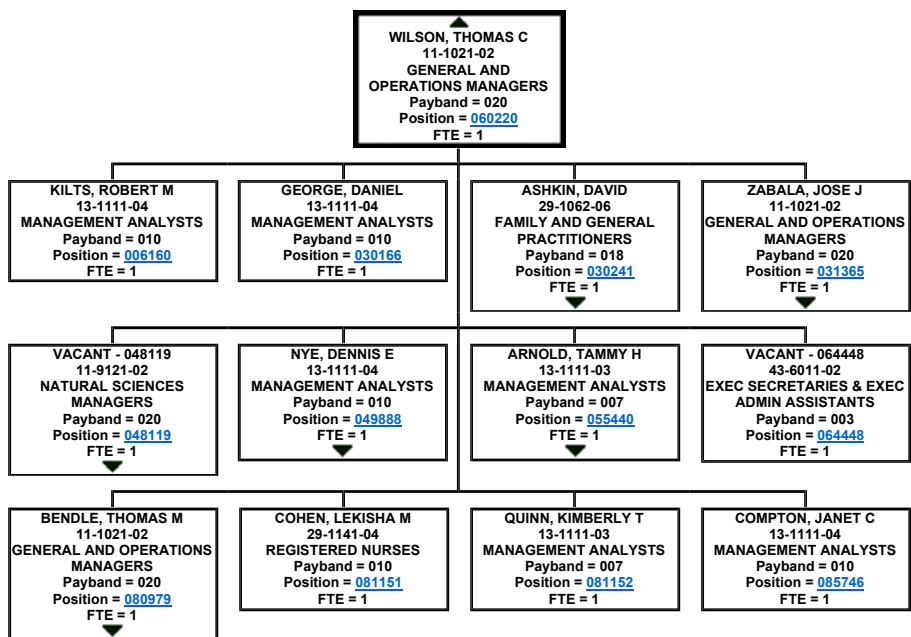 WILSON, THOMAS C
11-1021-02
GENERAL AND
OPERATIONS MANAGERS
Payband = 020
Position = 060220
FTE = 1
KILTS, ROBERT M
13-1111-04
MANAGEMENT ANALYSTS
Payband = 010
Position = 006160
FTE = 1
GEORGE, DANIEL
13-1111-04
MANAGEMENT ANALYSTS
Payband = 010
Position = 030166
FTE = 1
ASHKIN, DAVID
29-1062-06
FAMILY AND GENERAL
PRACTITIONERS
Payband = 018
Position = 030241
FTE = 1
ZABALA, JOSE J
11-1021-02
GENERAL AND OPERATIONS
MANAGERS
Payband = 020
Position = 031365
FTE = 1
VACANT - 048119
11-9121-02
NATURAL SCIENCES
MANAGERS
Payband = 020
Position = 048119
FTE = 1
NYE, DENNIS E
13-1111-04
MANAGEMENT ANALYSTS
Payband = 010
Position = 049888
FTE = 1
ARNOLD, TAMMY H
13-1111-03
MANAGEMENT ANALYSTS
Payband = 007
Position = 055440
FTE = 1
VACANT - 064448
43-6011-02
EXEC SECRETARIES & EXEC
ADMIN ASSISTANTS
Payband = 003
Position = 064448
FTE = 1
BENDLE, THOMAS M
11-1021-02
GENERAL AND OPERATIONS
MANAGERS
Payband = 020
Position = 080979
FTE = 1
COHEN, LEKISHA M
29-1141-04
REGISTERED NURSES
Payband = 010
Position = 081151
FTE = 1
QUINN, KIMBERLY T
13-1111-03
MANAGEMENT ANALYSTS
Payband = 007
Position = 081152
FTE = 1
COMPTON, JANET C
13-1111-04
MANAGEMENT ANALYSTS
Payband = 010
Position = 085746
FTE = 1